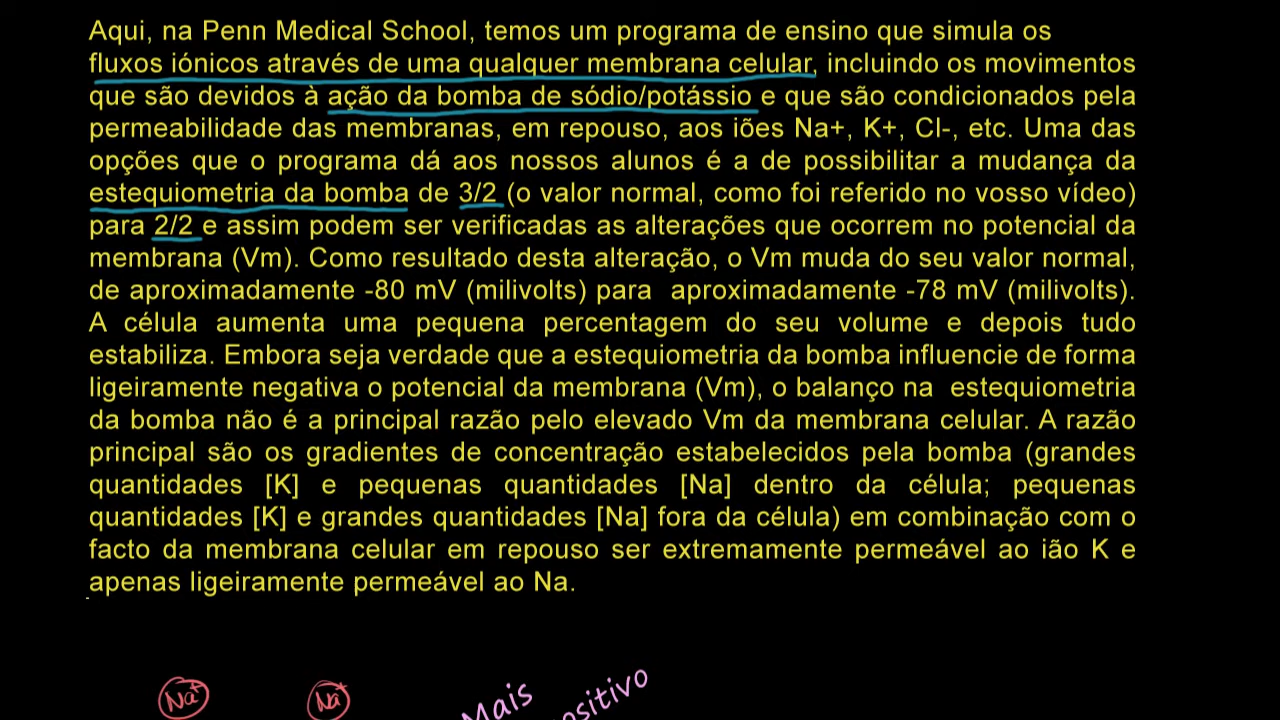 Aqui, na Penn Medical School, temos um programa de ensino que simula os
fluxos iónicos através de uma qualquer membrana celular, incluindo os movimentos
que são devidos à ação da bomba de sódio/potássio e que são condicionados pela
permeabilidade das membranas, em repouso, aos iões Na+, K+, Cl-, etc. Uma das
opções que o programa dá aos nossos alunos é a de possibilitar a mudança da
estequiometria da bomba de 3/2 (o valor normal, como foi referido no vosso vídeo)
para 2/2 e assim podem ser verificadas as alterações que ocorrem no potencial da
membrana (Vm). Como resultado desta alteração, o Vm muda do seu valor normal,
de aproximadamente -80 mV (milivolts) para aproximadamente -78 mV (milivolts).
A célula aumenta uma pequena percentagem do seu volume e depois tudo
estabiliza. Embora seja verdade que a estequiometria da bomba influencie de forma
ligeiramente negativa o potencial da membrana (Vm), o balanço na estequiometria
da bomba não é a principal razão pelo elevado Vm da membrana celular. A razão
principal são os gradientes de concentração estabelecidos pela bomba (grandes
quantidades [K] e pequenas quantidades [Na] dentro da célula; pequenas
quantidades [K] e grandes quantidades [Na] fora da célula) em combinação com o
facto da membrana celular em repouso ser extremamente permeável ao ião K e
apenas ligeiramente permeável ao Na.
Na+ Na+ Mais
ositivo